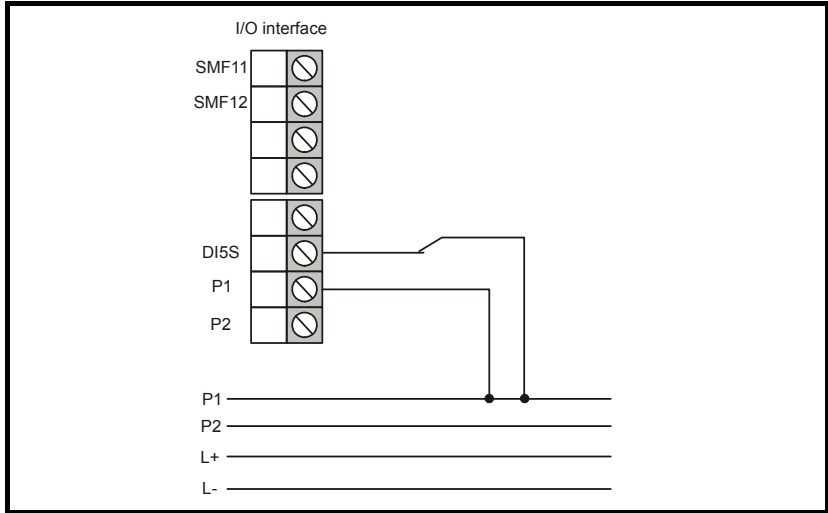 I/O interface
SMF11
SMF12
DI5S
P1
P2
P1
P2
L+
L-